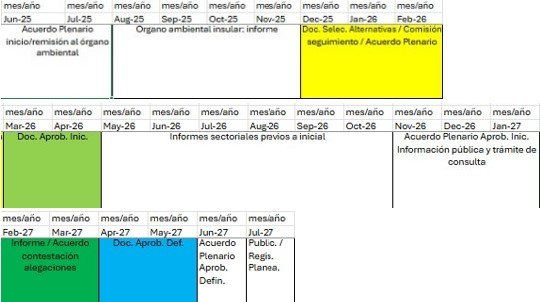 mes/año mes/año mes/año mes/año mes/año mes/año mes/año mes/año mes/año
Jun-25 Jul-25 Aug-25 Sep-25 Oct-25 Nov-25 Dec-25 Jan-26 Feb-26
Acuerdo Plenario
inicio/remisión al órgano
ambiental
Organo ambiental insular: informe
Doc. Selec. Alternativas / Comisión
seguimiento / Acuerdo Plenario
mes/año mes/año mes/año mes/año mes/año mes/año mes/año mes/año mes/año mes/año mes/año
Mar-26 Apr-26 May-26 Jun-26 Jul-26 Aug-26 Sep-26 Oct-26 Nov-26 Dec-26 Jan-27
Doc. Aprob. Inic.
Informes sectoriales previos a inicial
Acuerdo Plenario Aprob. Inic.
Información pública y trámite de
consulta
mes/año mes/año mes/año mes/año mes/año mes/año
Feb-27 Mar-27 Apr-27 May-27 Jun-27 Jul-27
Informe / Acuerdo
contestación
alegaciones
Doc. Aprob. Def.
Acuerdo
Plenario
Aprob.
Defin.
Public. /
Regis.
Planea.